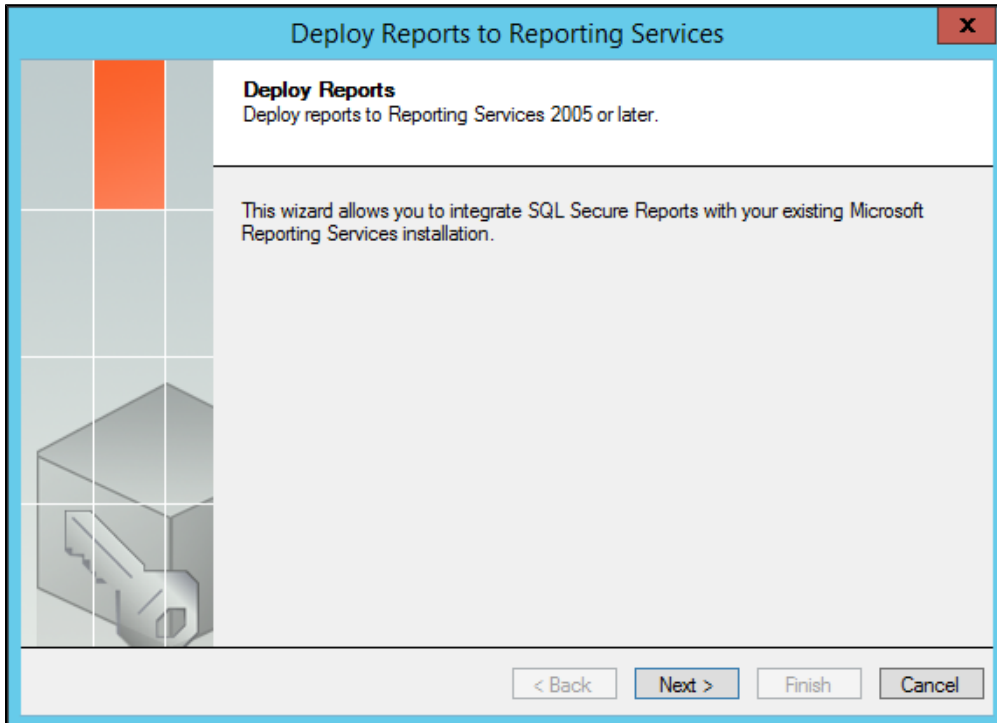 Deploy Reports to Reporting Services
x
Deploy Reports
Deploy reports to Reporting Services 2005 or later.
This wizard allows you to integrate SQL Secure Reports with your existing Microsoft
Reporting Services installation.
< Back Next > Finish Cancel